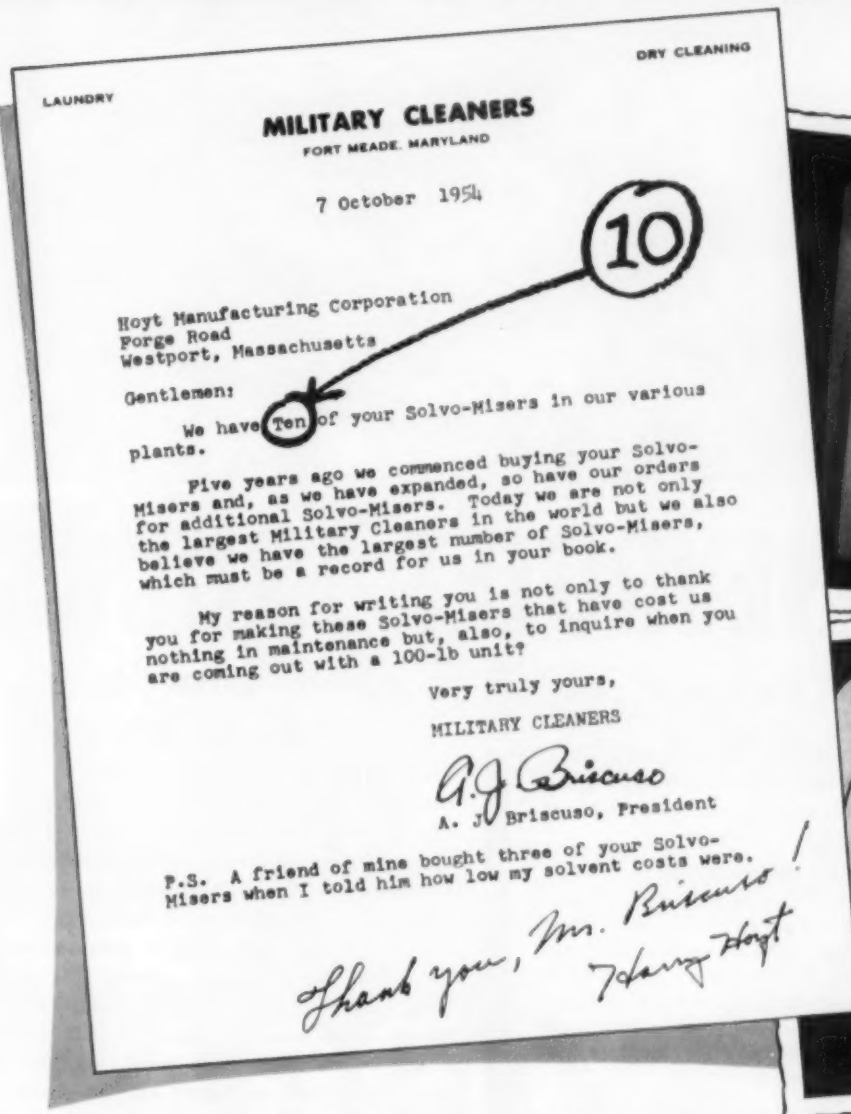 LAUNDRY
DRY CLEANING
MILITARY CLEANERS
FORT MEADE, MARYLAND
7 October 1954
10
Hoyt Manufacturing Corporation
Forge Road
Westport, Massachusetts
Gentlemen:
We have Ten of your Solvo-Misers in our various
plants.
Five years ago we commenced buying your Solvo-
Misers and, as we have expanded, so have our orders
for additional Solvo-Misers. Today we are not only
the largest Military Cleaners in the world but we also
believe we have the largest number of Solvo-Misers,
which must be a record for us in your book.
My reason for writing you is not only to thank
you for making these Solvo-Misers that have cost us
nothing in maintenance but, also, to inquire when you
are coming out with a 100-lb unit?
Very truly yours,
MILITARY CLEANERS
A. J. Briscuso
A. J. Briscuso, President
P.S. A friend of mine bought three of your Solvo-
Misers when I told him how low my solvent costs were.
Thank you, Mr. Briscuso!
Harry Hoyt